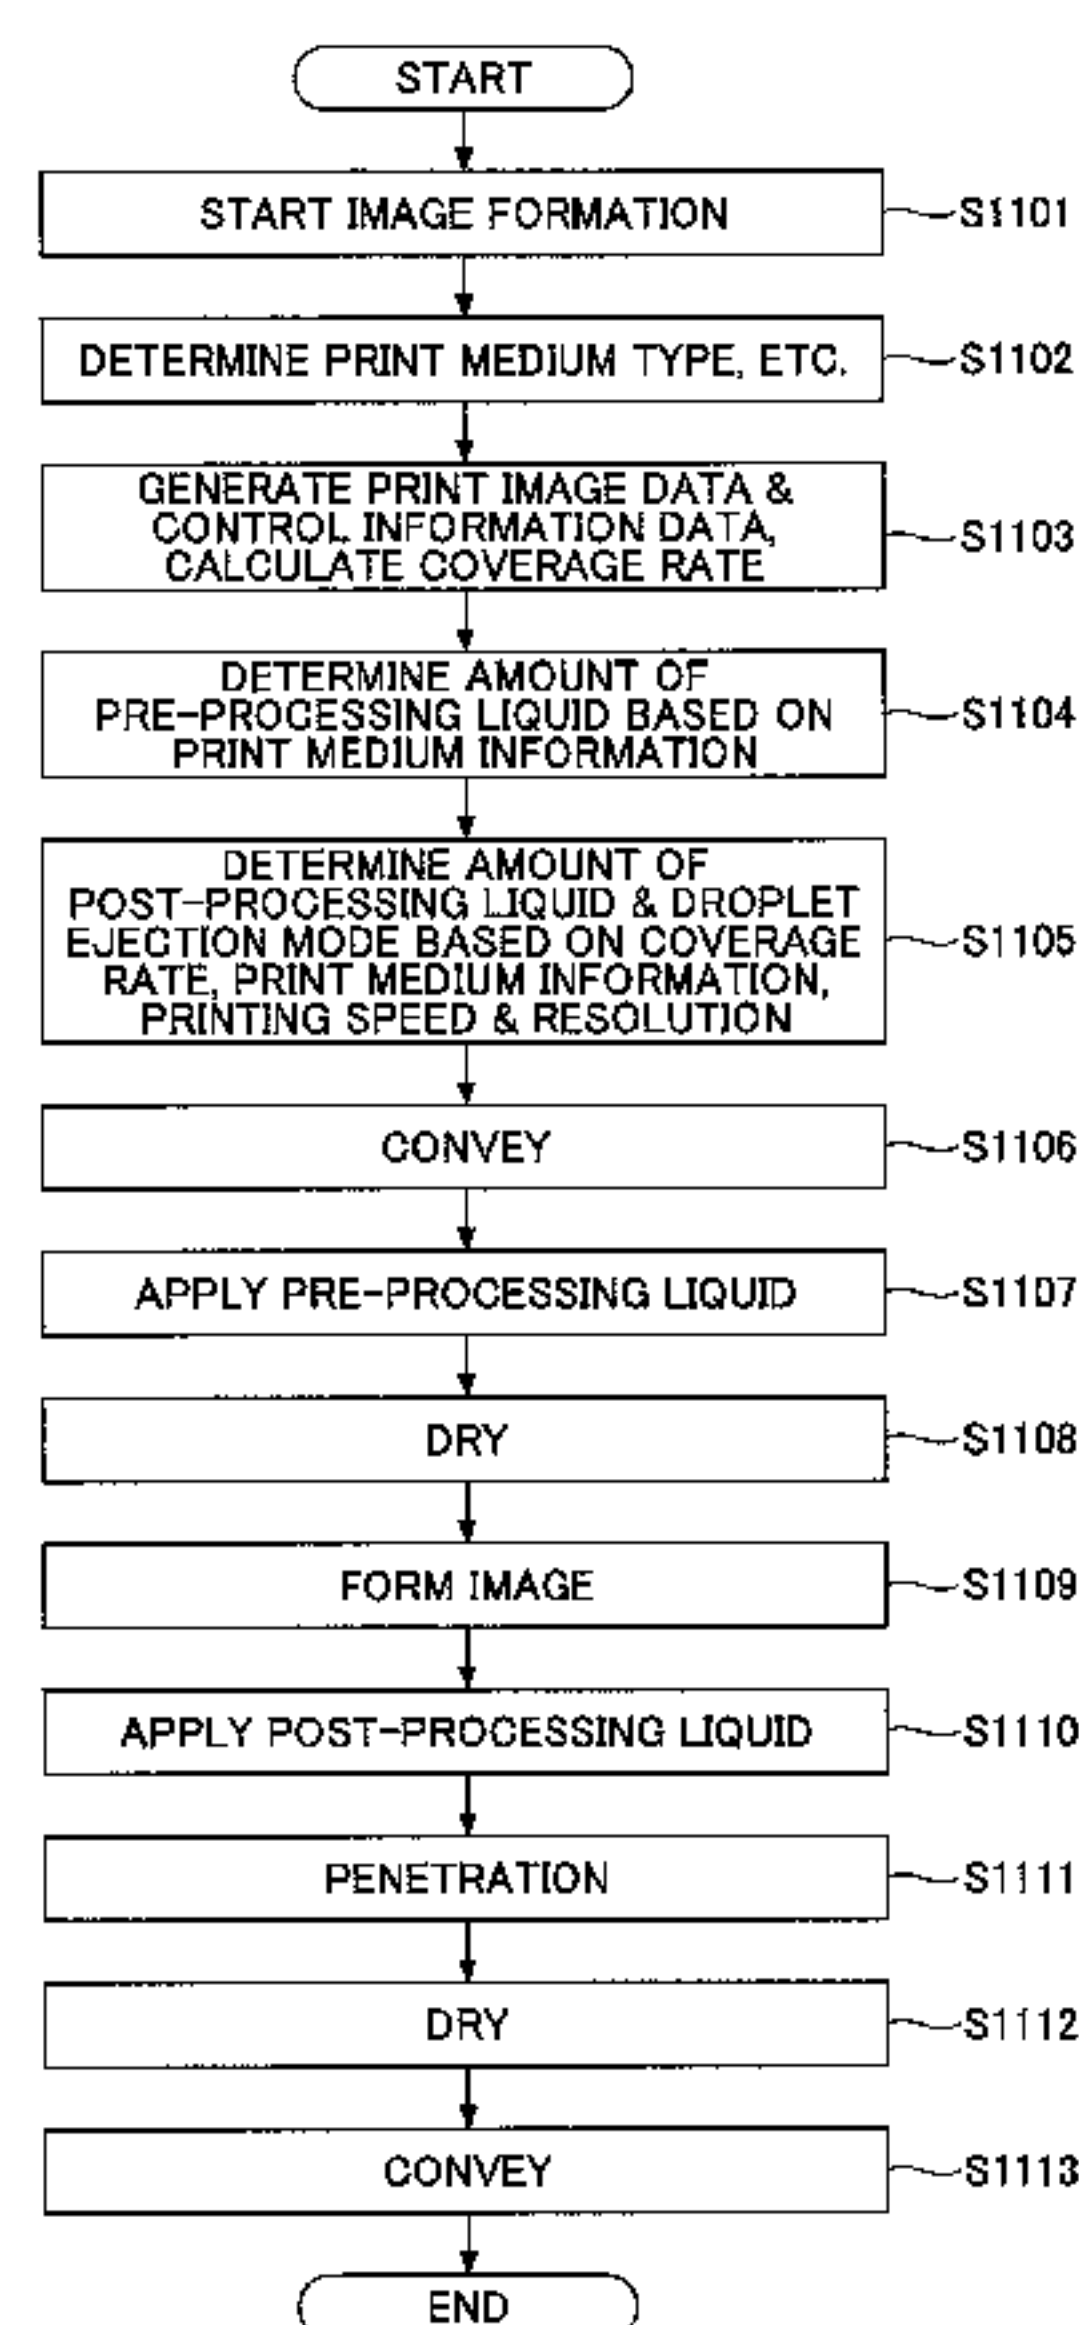 START
START IMAGE FORMATION
S1101
DETERMINE PRINT MEDIUM TYPE, ETC.
S1102
GENERATE PRINT IMAGE DATA &
CONTROL INFORMATION DATA,
CALCULATE COVERAGE RATE
S1103
DETERMINE AMOUNT OF
PRE-PROCESSING LIQUID BASED ON
PRINT MEDIUM INFORMATION
S1104
DETERMINE AMOUNT OF
POST-PROCESSING LIQUID & DROPLET
EJECTION MODE BASED ON COVERAGE
RATE, PRINT MEDIUM INFORMATION,
PRINTING SPEED & RESOLUTION
S1105
CONVEY
S1106
APPLY PRE-PROCESSING LIQUID
S1107
DRY
S1108
FORM IMAGE
S1109
APPLY POST-PROCESSING LIQUID
S1110
PENETRATION
S1111
DRY
S1112
CONVEY
S1113
END